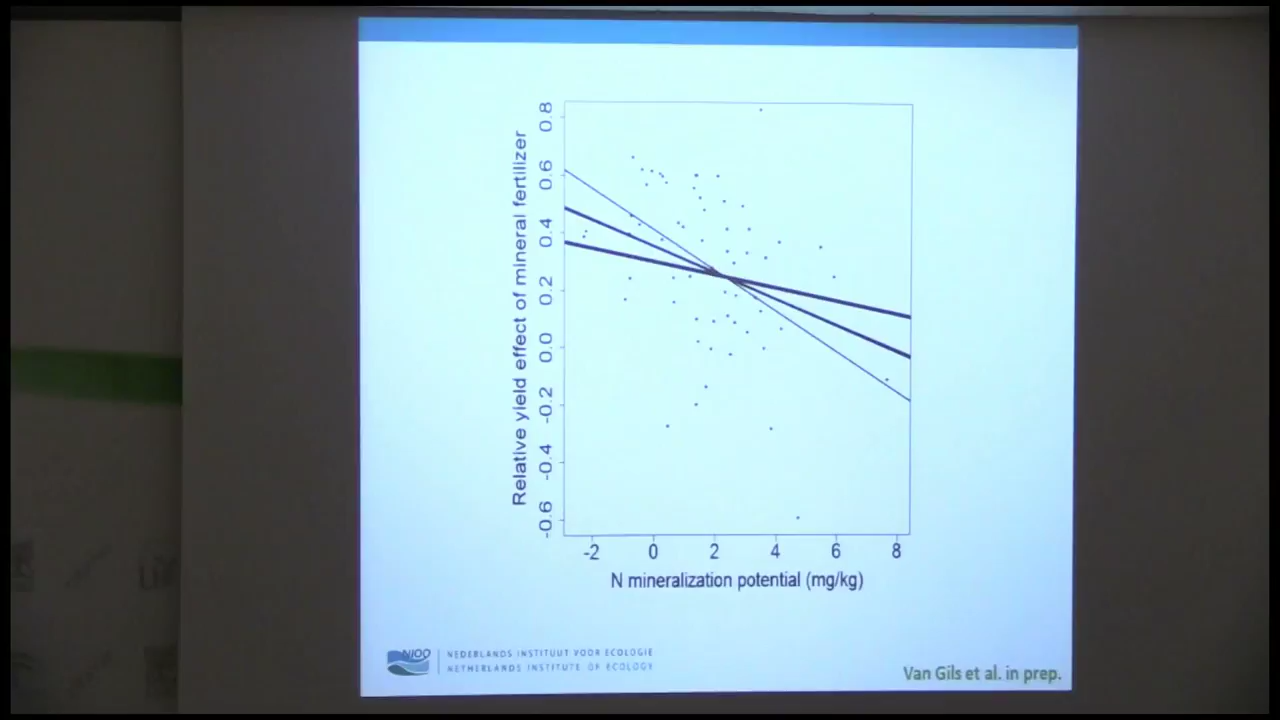 Relative yield effect of mineral fertilizer
0.8
0.6
0.4
0.2
0.0
-0.2
-0.4
-0.6
-2 0 2 4 6 8
N mineralization potential (mg/kg)
NIOO
NEDERLANDS INSTITUUT VOOR ECOLOGIE
NETHERLANDS INSTITUTE OF ECOLOGY
Van Gils et al. in prep.